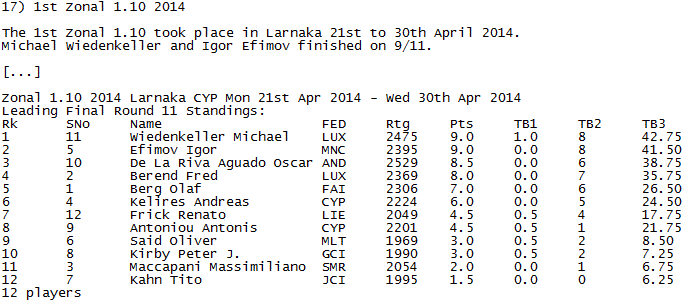 17) 1st Zonal 1.10 2014
The 1st Zonal 1.10 took place in Larnaka 21st to 30th April 2014.
Michael Wiedenkeller and Igor Efimov finished on 9/11.
[...]
Zonal 1.10 2014 Larnaka CYP Mon 21st Apr 2014 - Wed 30th Apr 2014
Leading Final Round 11 Standings:
Rk SNo Name FED Rtg Pts TB1 TB2 TB3
1 11 Wiedenkeller Michael LUX 2475 9.0 1.0 8 42.75
2 5 Efimov Igor MNC 2395 9.0 0.0 8 41.50
3 10 De La Riva Aguado Oscar AND 2529 8.5 0.0 6 38.75
4 2 Berend Fred LUX 2369 8.0 0.0 7 35.75
5 1 Berg Olaf FAI 2306 7.0 0.0 6 26.50
6 4 Kelires Andreas CYP 2224 6.0 0.0 5 24.50
7 12 Frick Renato LIE 2049 4.5 0.5 4 17.75
8 9 Antoniou Antonis CYP 2201 4.5 0.5 1 21.75
9 6 Said Oliver MLT 1969 3.0 0.5 2 8.50
10 8 Kirby Peter J. GCI 1990 3.0 0.5 2 7.25
11 3 Maccapani Massimiliano SMR 2054 2.0 0.0 1 6.75
12 7 Kahn Tito JCI 1995 1.5 0.0 0 6.25
12 players